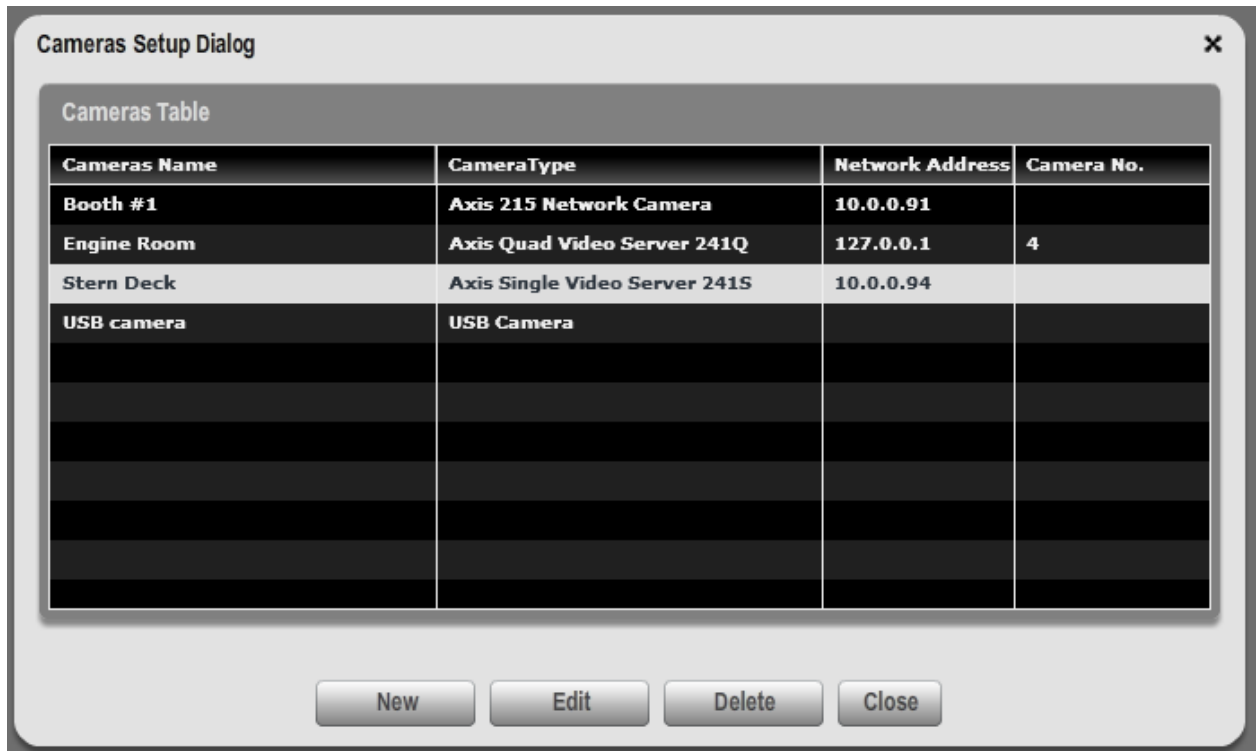 Cameras Setup Dialog
Cameras Table
Cameras Name CameraType Network Address Camera No.
Booth #1 Axis 215 Network Camera 10.0.0.91
Engine Room Axis Quad Video Server 241Q 127.0.0.1 4
Stern Deck Axis Single Video Server 241S 10.0.0.94
USB camera USB Camera
New Edit Delete Close